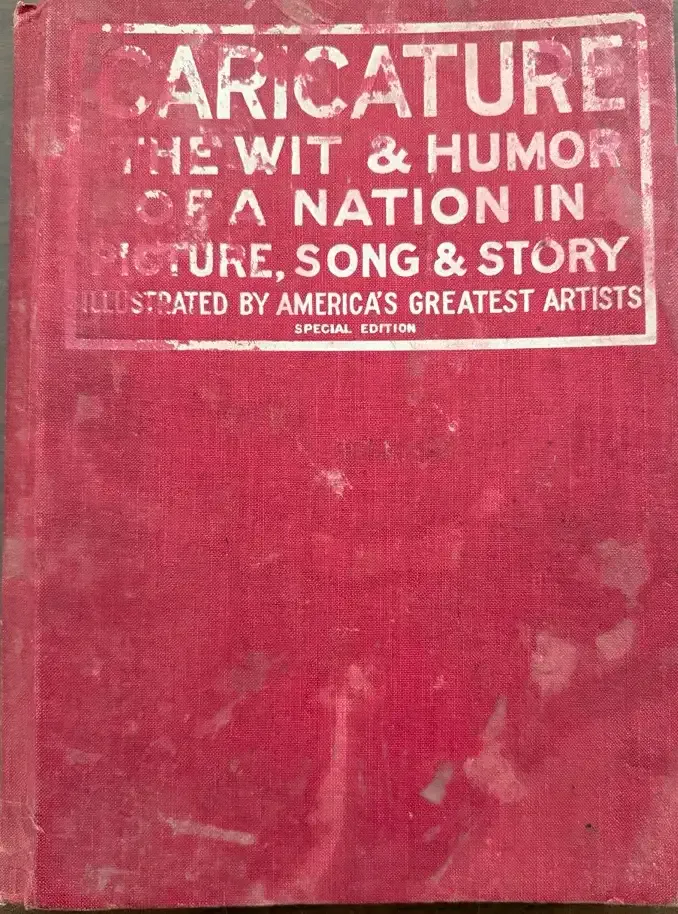 CARICATURE
THE WIT & HUMOR
OF A NATION IN
PICTURE, SONG & STORY
ILLUSTRATED BY AMERICA'S GREATEST ARTISTS
SPECIAL EDITION